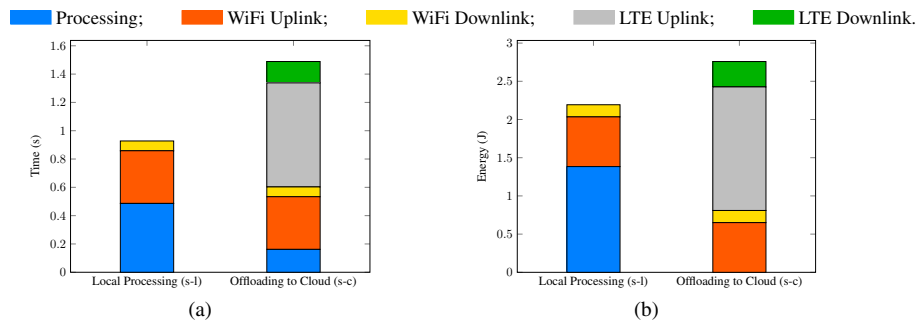 Processing; WiFi Uplink; WiFi Downlink; LTE Uplink; LTE Downlink.
Time (s)
1.6
1.4
1.2
1
0.8
0.6
0.4
0.2
0
Local Processing (s-l) Offloading to Cloud (s-c)
(a)
Energy (J)
3
2.5
2
1.5
1
0.5
0
Local Processing (s-l) Offloading to Cloud (s-c)
(b)